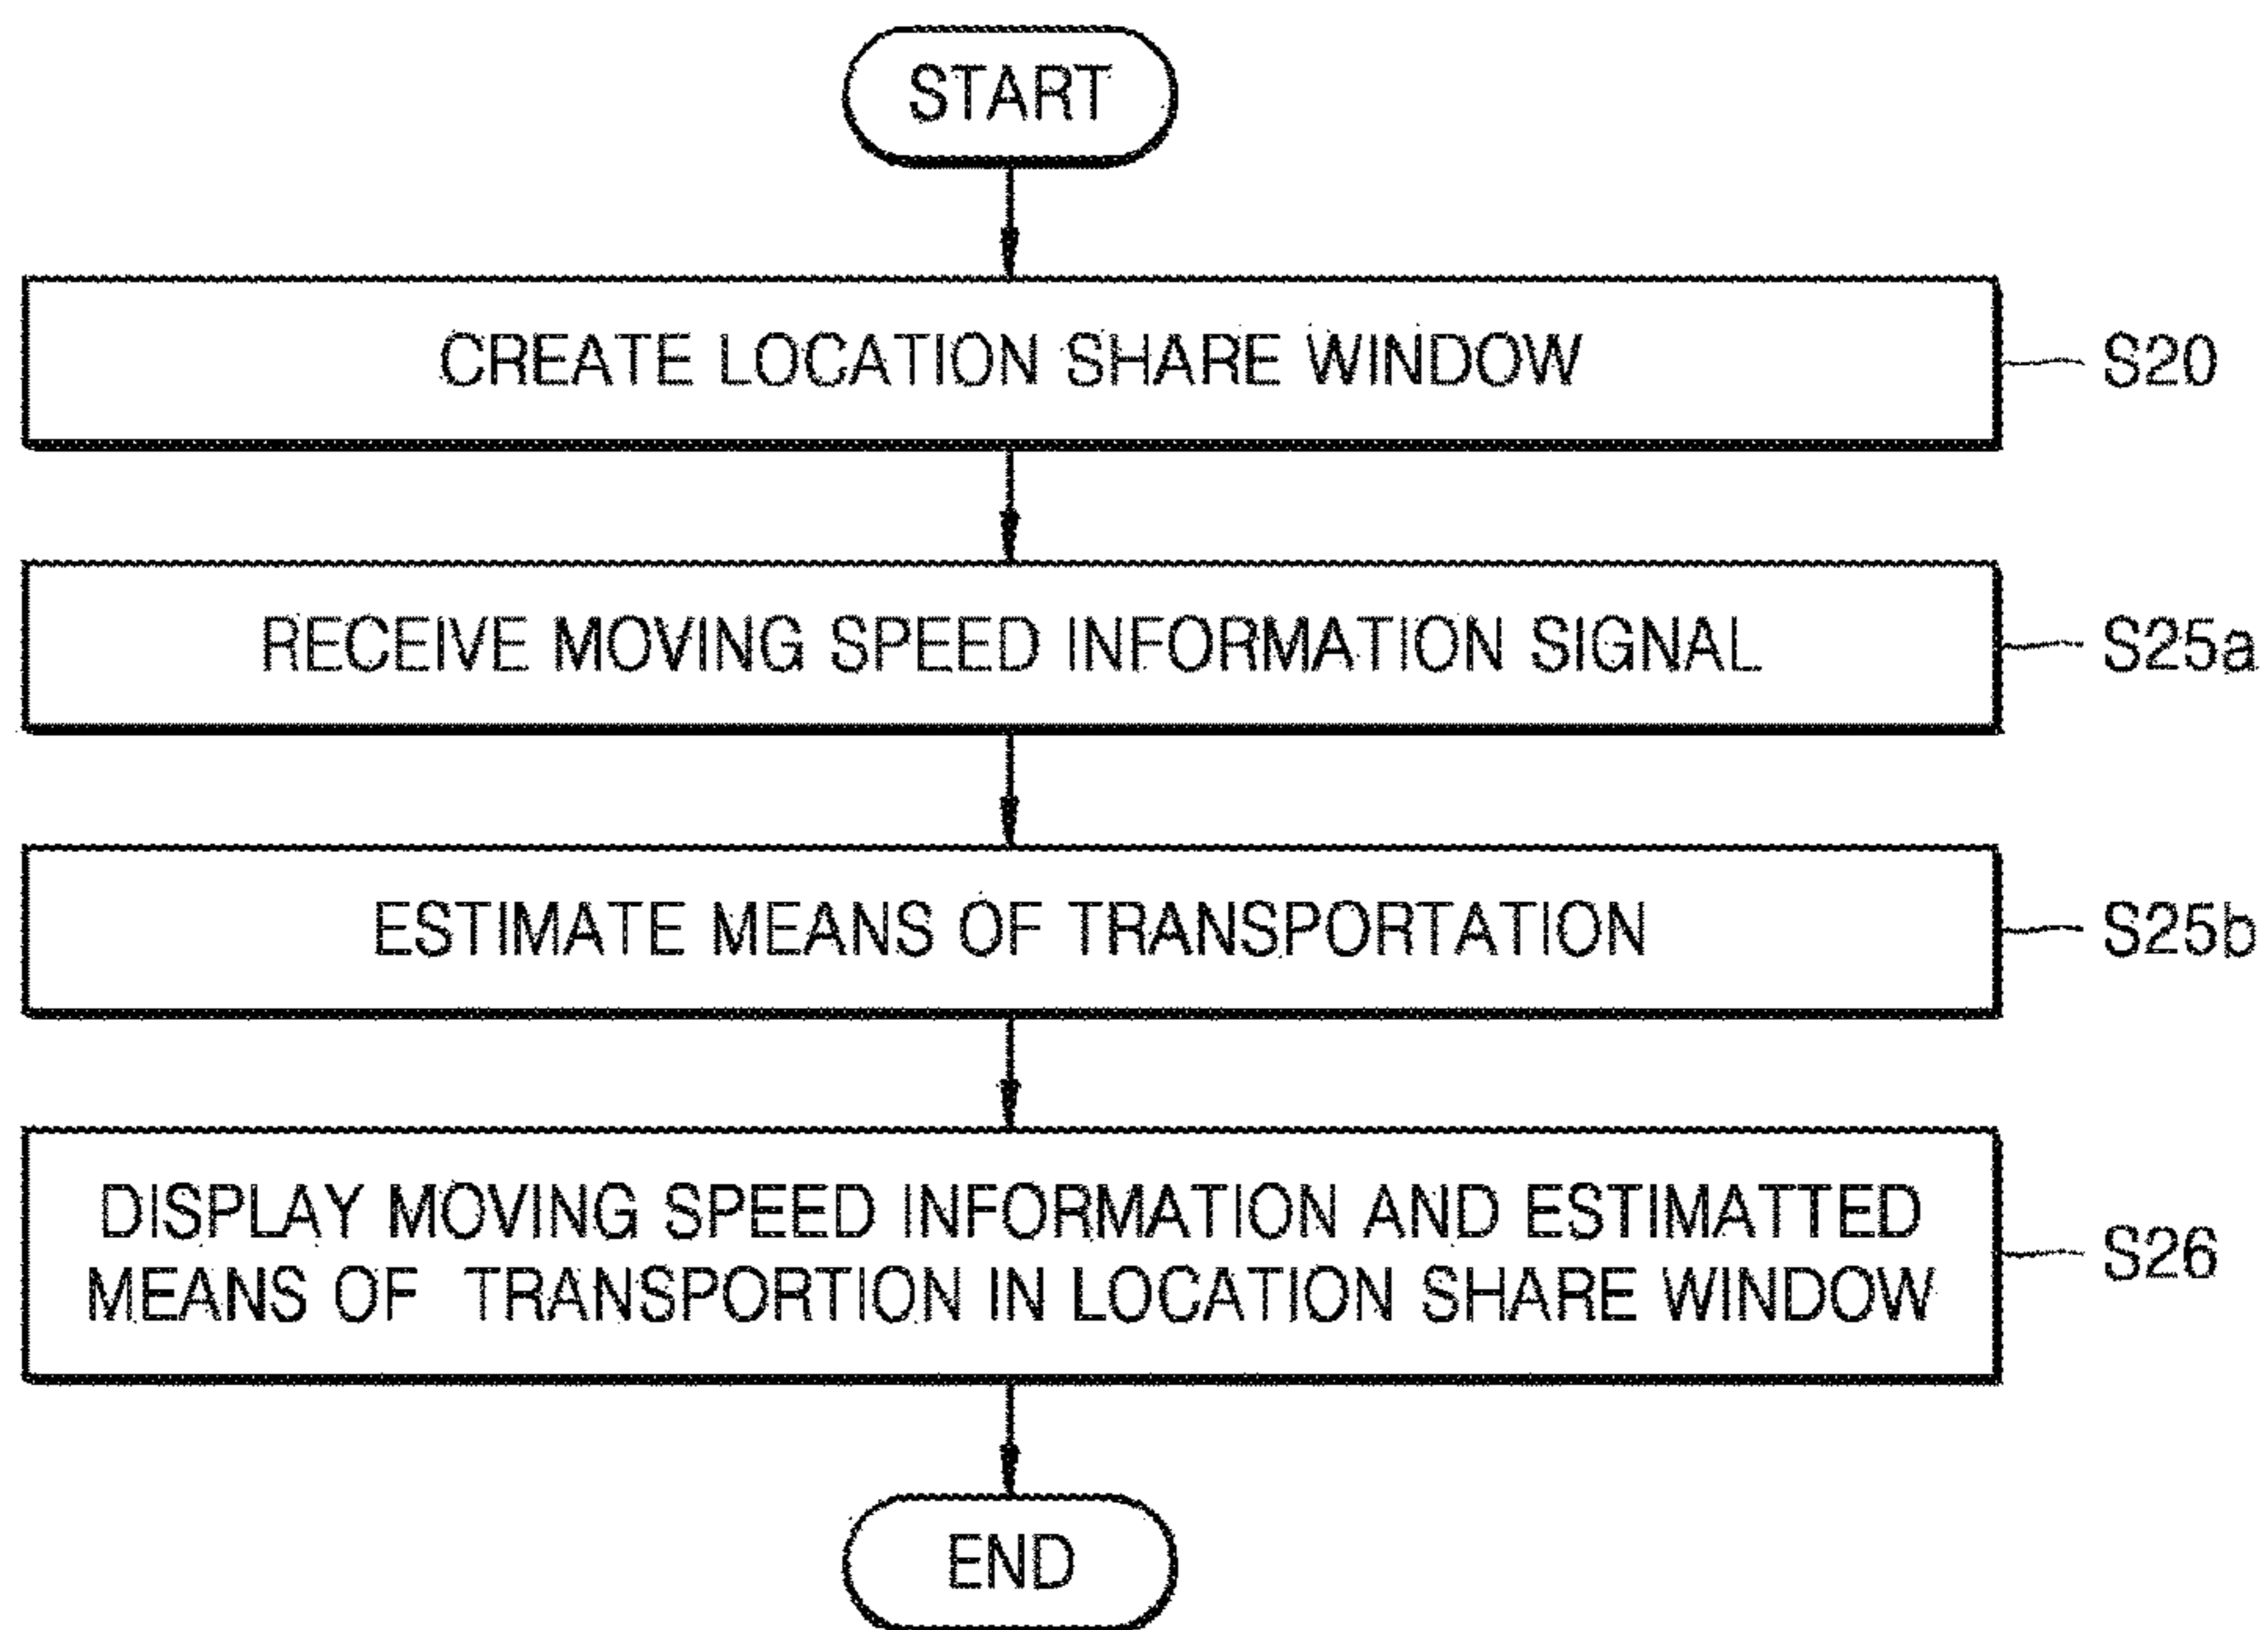 START
CREATE LOCATION SHARE WINDOW
S20
RECEIVE MOVING SPEED INFORMATION SIGNAL
S25a
ESTIMATE MEANS OF TRANSPORTATION
S25b
DISPLAY MOVING SPEED INFORMATION AND ESTIMATTED
MEANS OF TRANSPORTION IN LOCATION SHARE WINDOW
S26
END